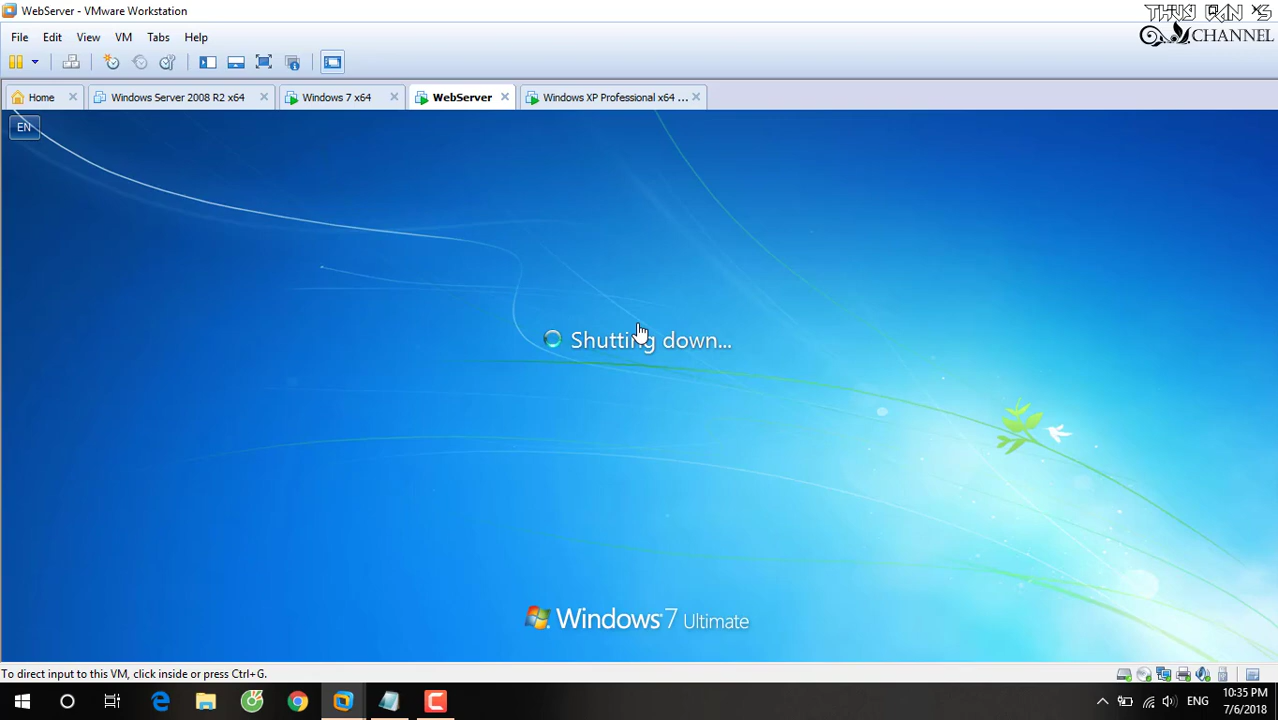 WebServer - VMware Workstation
THUY VAN'S
CHANNEL
File Edit View VM Tabs Help
Home Windows Server 2008 R2 x64 Windows 7 x64 WebServer Windows XP Professional x64 ...
EN
Shutting down...
Windows 7 Ultimate
To direct input to this VM, click inside or press Ctrl+G.
ENG
10:35 PM
7/6/2018